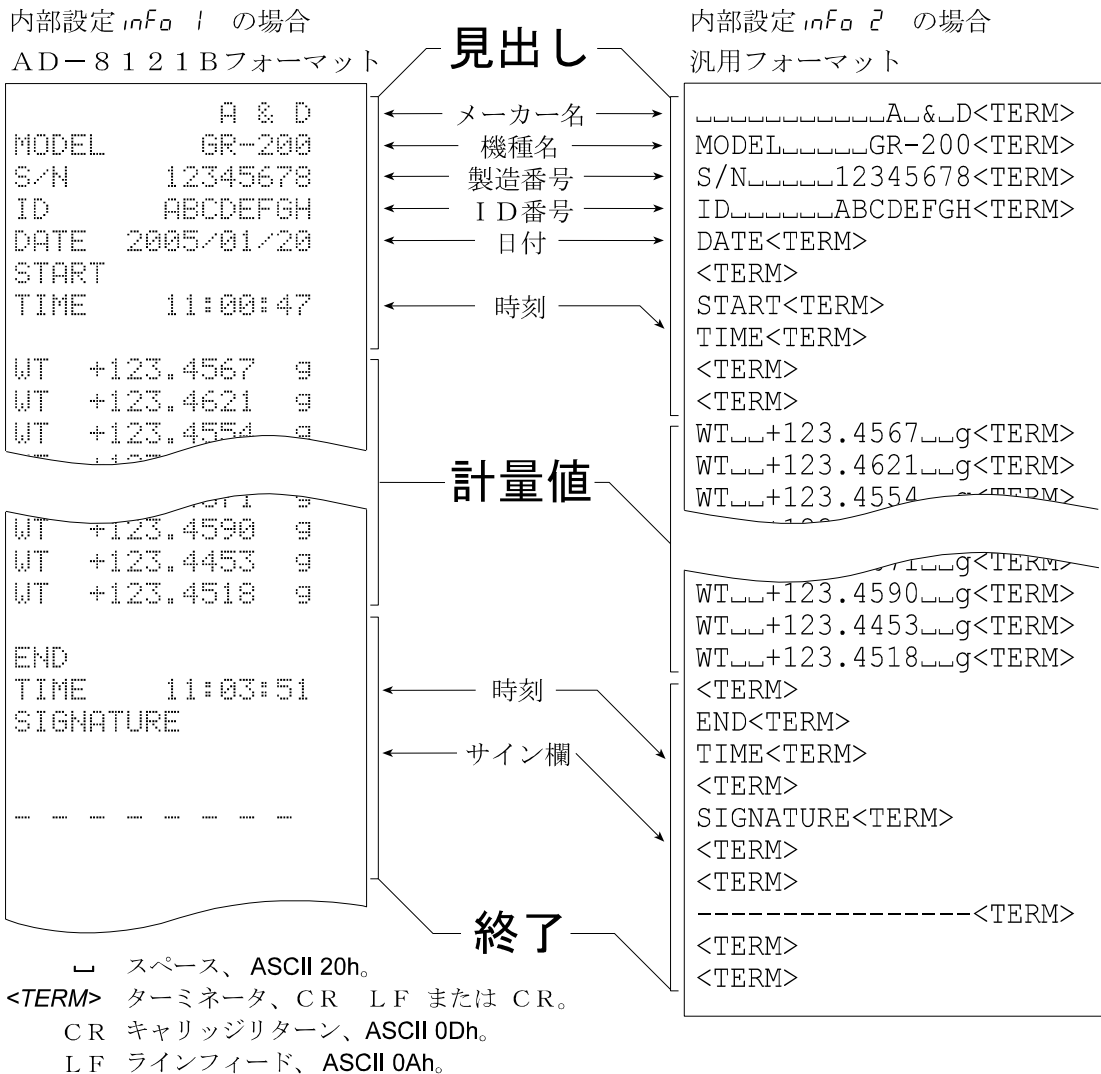 内部設定 info 1 の場合
AD-8121Bフォーマット
A & D
MODEL GR-200
S/N 12345678
ID ABCDEFGH
DATE 2005/01/20
START
TIME 11:00:47
WT +123.4567 g
WT +123.4621 g
WT +123.4554 g
WT +123.4590 g
WT +123.4453 g
WT +123.4518 g
END
TIME 11:03:51
SIGNATURE
_ _ _ _ _ _ _ _
見出し
メーカー名
機種名
製造番号
ID番号
日付
時刻
計量値
時刻
サイン欄
終了
内部設定 info 2 の場合
汎用フォーマット
␣␣␣␣␣␣␣␣␣␣␣A␣&␣D<TERM>
MODEL␣␣␣␣␣GR-200<TERM>
S/N␣␣␣␣␣12345678<TERM>
ID␣␣␣␣␣␣ABCDEFGH<TERM>
DATE<TERM>
<TERM>
START<TERM>
TIME<TERM>
<TERM>
<TERM>
WT␣␣+123.4567␣␣g<TERM>
WT␣␣+123.4621␣␣g<TERM>
WT␣␣+123.4554␣␣g<TERM>
␣␣g<TERM>
WT␣␣+123.4590␣␣g<TERM>
WT␣␣+123.4453␣␣g<TERM>
WT␣␣+123.4518␣␣g<TERM>
<TERM>
END<TERM>
TIME<TERM>
<TERM>
SIGNATURE<TERM>
<TERM>
<TERM>
----------------<TERM>
<TERM>
<TERM>
␣ スペース、ASCII 20h。
<TERM> ターミネータ、CR LF または CR。
CR キャリッジリターン、ASCII 0Dh。
LF ラインフィード、ASCII 0Ah。